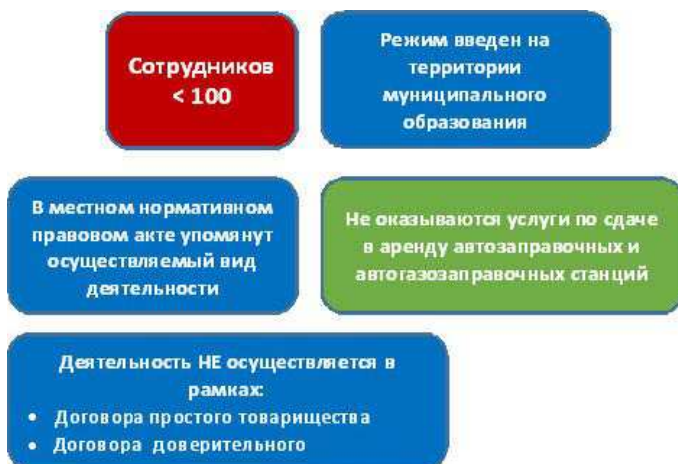 Сотрудников
< 100
Режим введен на
территории
муниципального
образования
В местном нормативном
правовом акте упомянут
осуществляемый вид
деятельности
Не оказываются услуги по сдаче
в аренду автозаправочных и
автогазозаправочных станций
Деятельность НЕ осуществляется в
рамках:
• Договора простого товарищества
• Договора доверительного